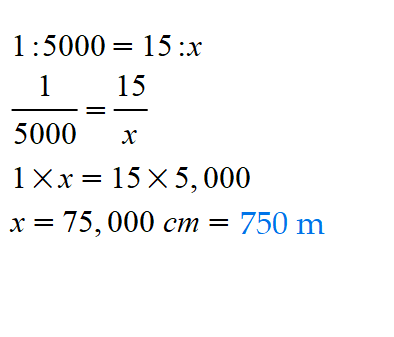 1:5000 = 15:x
1/5000 = 15/x
1×x = 15×5,000
x = 75,000 cm = 750 m